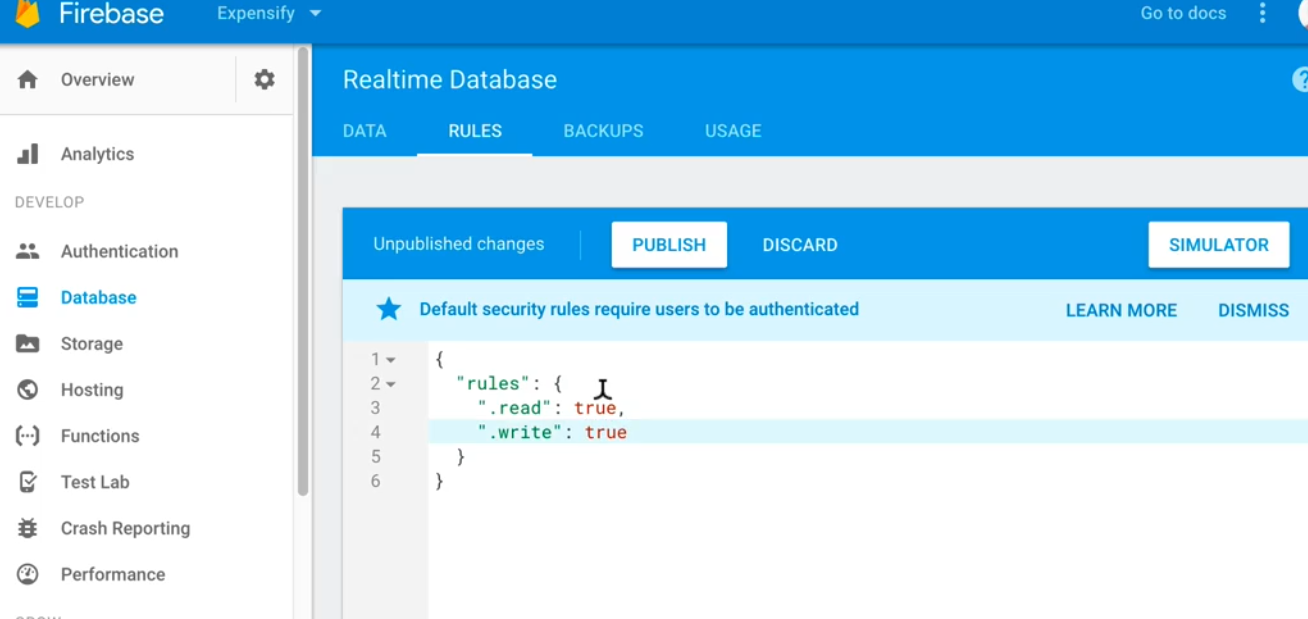 Firebase
Expensify
Go to docs
Overview
Analytics
DEVELOP
Authentication
Database
Storage
Hosting
Functions
Test Lab
Crash Reporting
Performance
Realtime Database
?
DATA
RULES
BACKUPS
USAGE
Unpublished changes
PUBLISH
DISCARD
SIMULATOR
Default security rules require users to be authenticated
LEARN MORE
DISMISS
1 {
2 "rules": {
3 ".read": true,
4 ".write": true
5 }
6 }